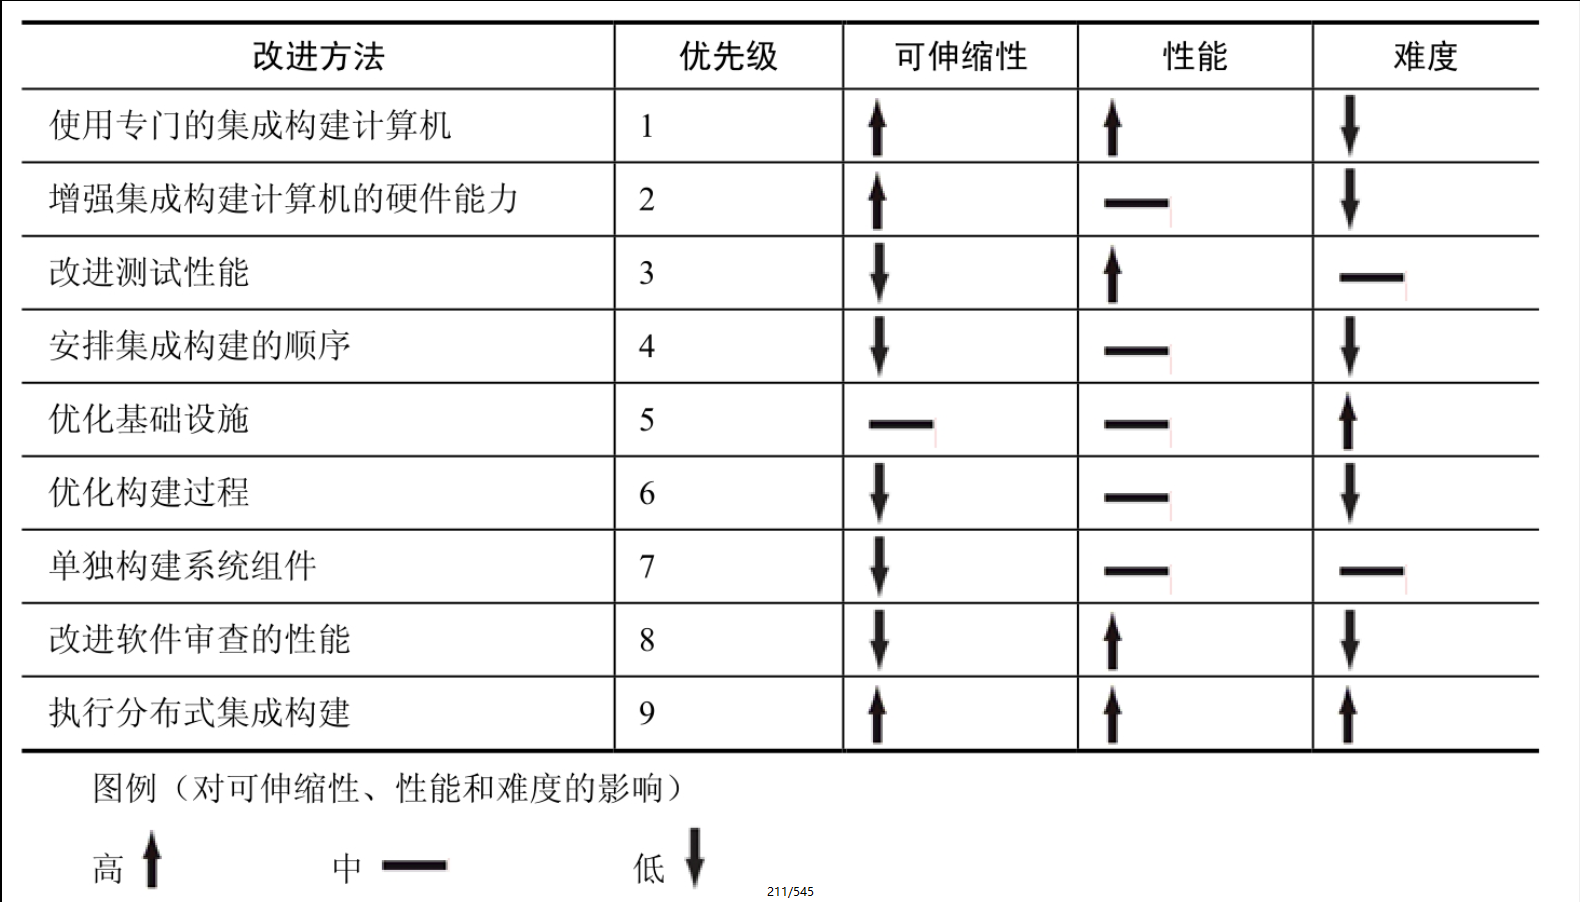 改进方法 优先级 可伸缩性 性能 难度
使用专门的集成构建计算机 1
增强集成构建计算机的硬件能力 2
改进测试性能 3
安排集成构建的顺序 4
优化基础设施 5
优化构建过程 6
单独构建系统组件 7
改进软件审查的性能 8
执行分布式集成构建 9
图例（对可伸缩性、性能和难度的影响）
高 中 低
211/545